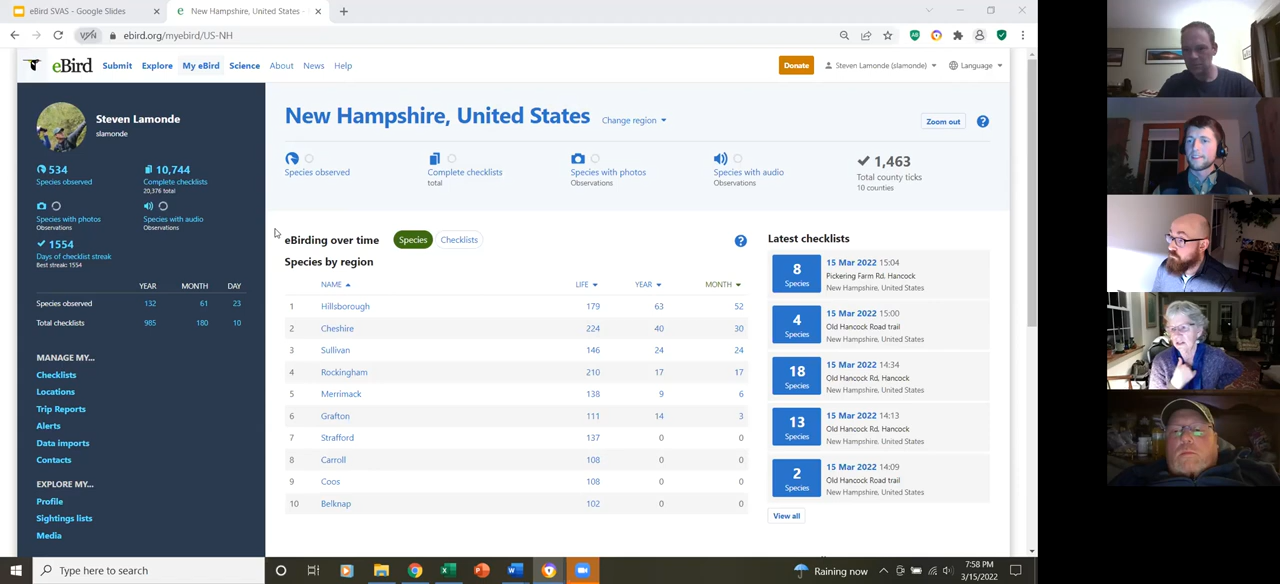 eBird SVAS - Google Slides
New Hampshire, United States -
VPN
ebird.org/myebird/US-NH
eBird
Submit
Explore
My eBird
Science
About
News
Help
Donate
Steven Lamonde (slamonde)
Language
Steven Lamonde
slamonde
534
Species observed
10,744
Complete checklists
20,376 total
Species with photos
Observations
Species with audio
Observations
1554
Days of checklist streak
Best streak: 1554
YEAR MONTH DAY
Species observed 132 61 23
Total checklists 985 180 10
MANAGE MY...
Checklists
Locations
Trip Reports
Alerts
Data imports
Contacts
EXPLORE MY...
Profile
Sightings lists
Media
New Hampshire, United States
Change region
Zoom out
?
Species observed
Complete checklists
total
Species with photos
Observations
Species with audio
Observations
1,463
Total county ticks
10 counties
eBirding over time
Species
Checklists
?
Species by region
NAME LIFE YEAR MONTH
1 Hillsborough 179 63 52
2 Cheshire 224 40 30
3 Sullivan 146 24 24
4 Rockingham 210 17 17
5 Merrimack 138 9 6
6 Grafton 111 14 3
7 Strafford 137 0 0
8 Carroll 108 0 0
9 Coos 108 0 0
10 Belknap 102 0 0
Latest checklists
8
Species
15 Mar 2022 15:04
Pickering Farm Rd. Hancock
New Hampshire, United States
4
Species
15 Mar 2022 15:00
Old Hancock Road trail
New Hampshire, United States
18
Species
15 Mar 2022 14:34
Old Hancock Rd, Hancock
New Hampshire, United States
13
Species
15 Mar 2022 14:13
Old Hancock Rd, Hancock
New Hampshire, United States
2
Species
15 Mar 2022 14:09
Old Hancock Road trail
New Hampshire, United States
View all
Type here to search
Raining now
7:58 PM
3/15/2022